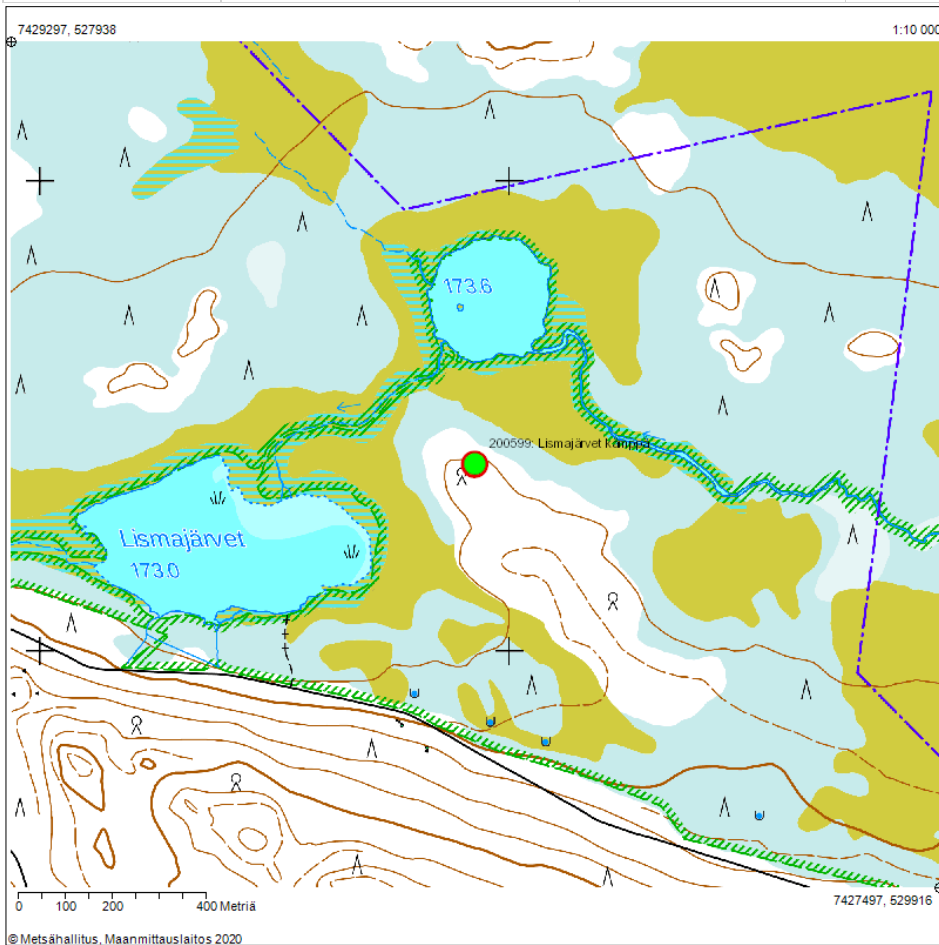 7429297, 527938
1:10 000
173.6
200599: Lismajärvet Kämppä
Lismajärvet
173.0
0 100 200 400 Metriä
7427497, 529916
© Metsähallitus, Maanmittauslaitos 2020